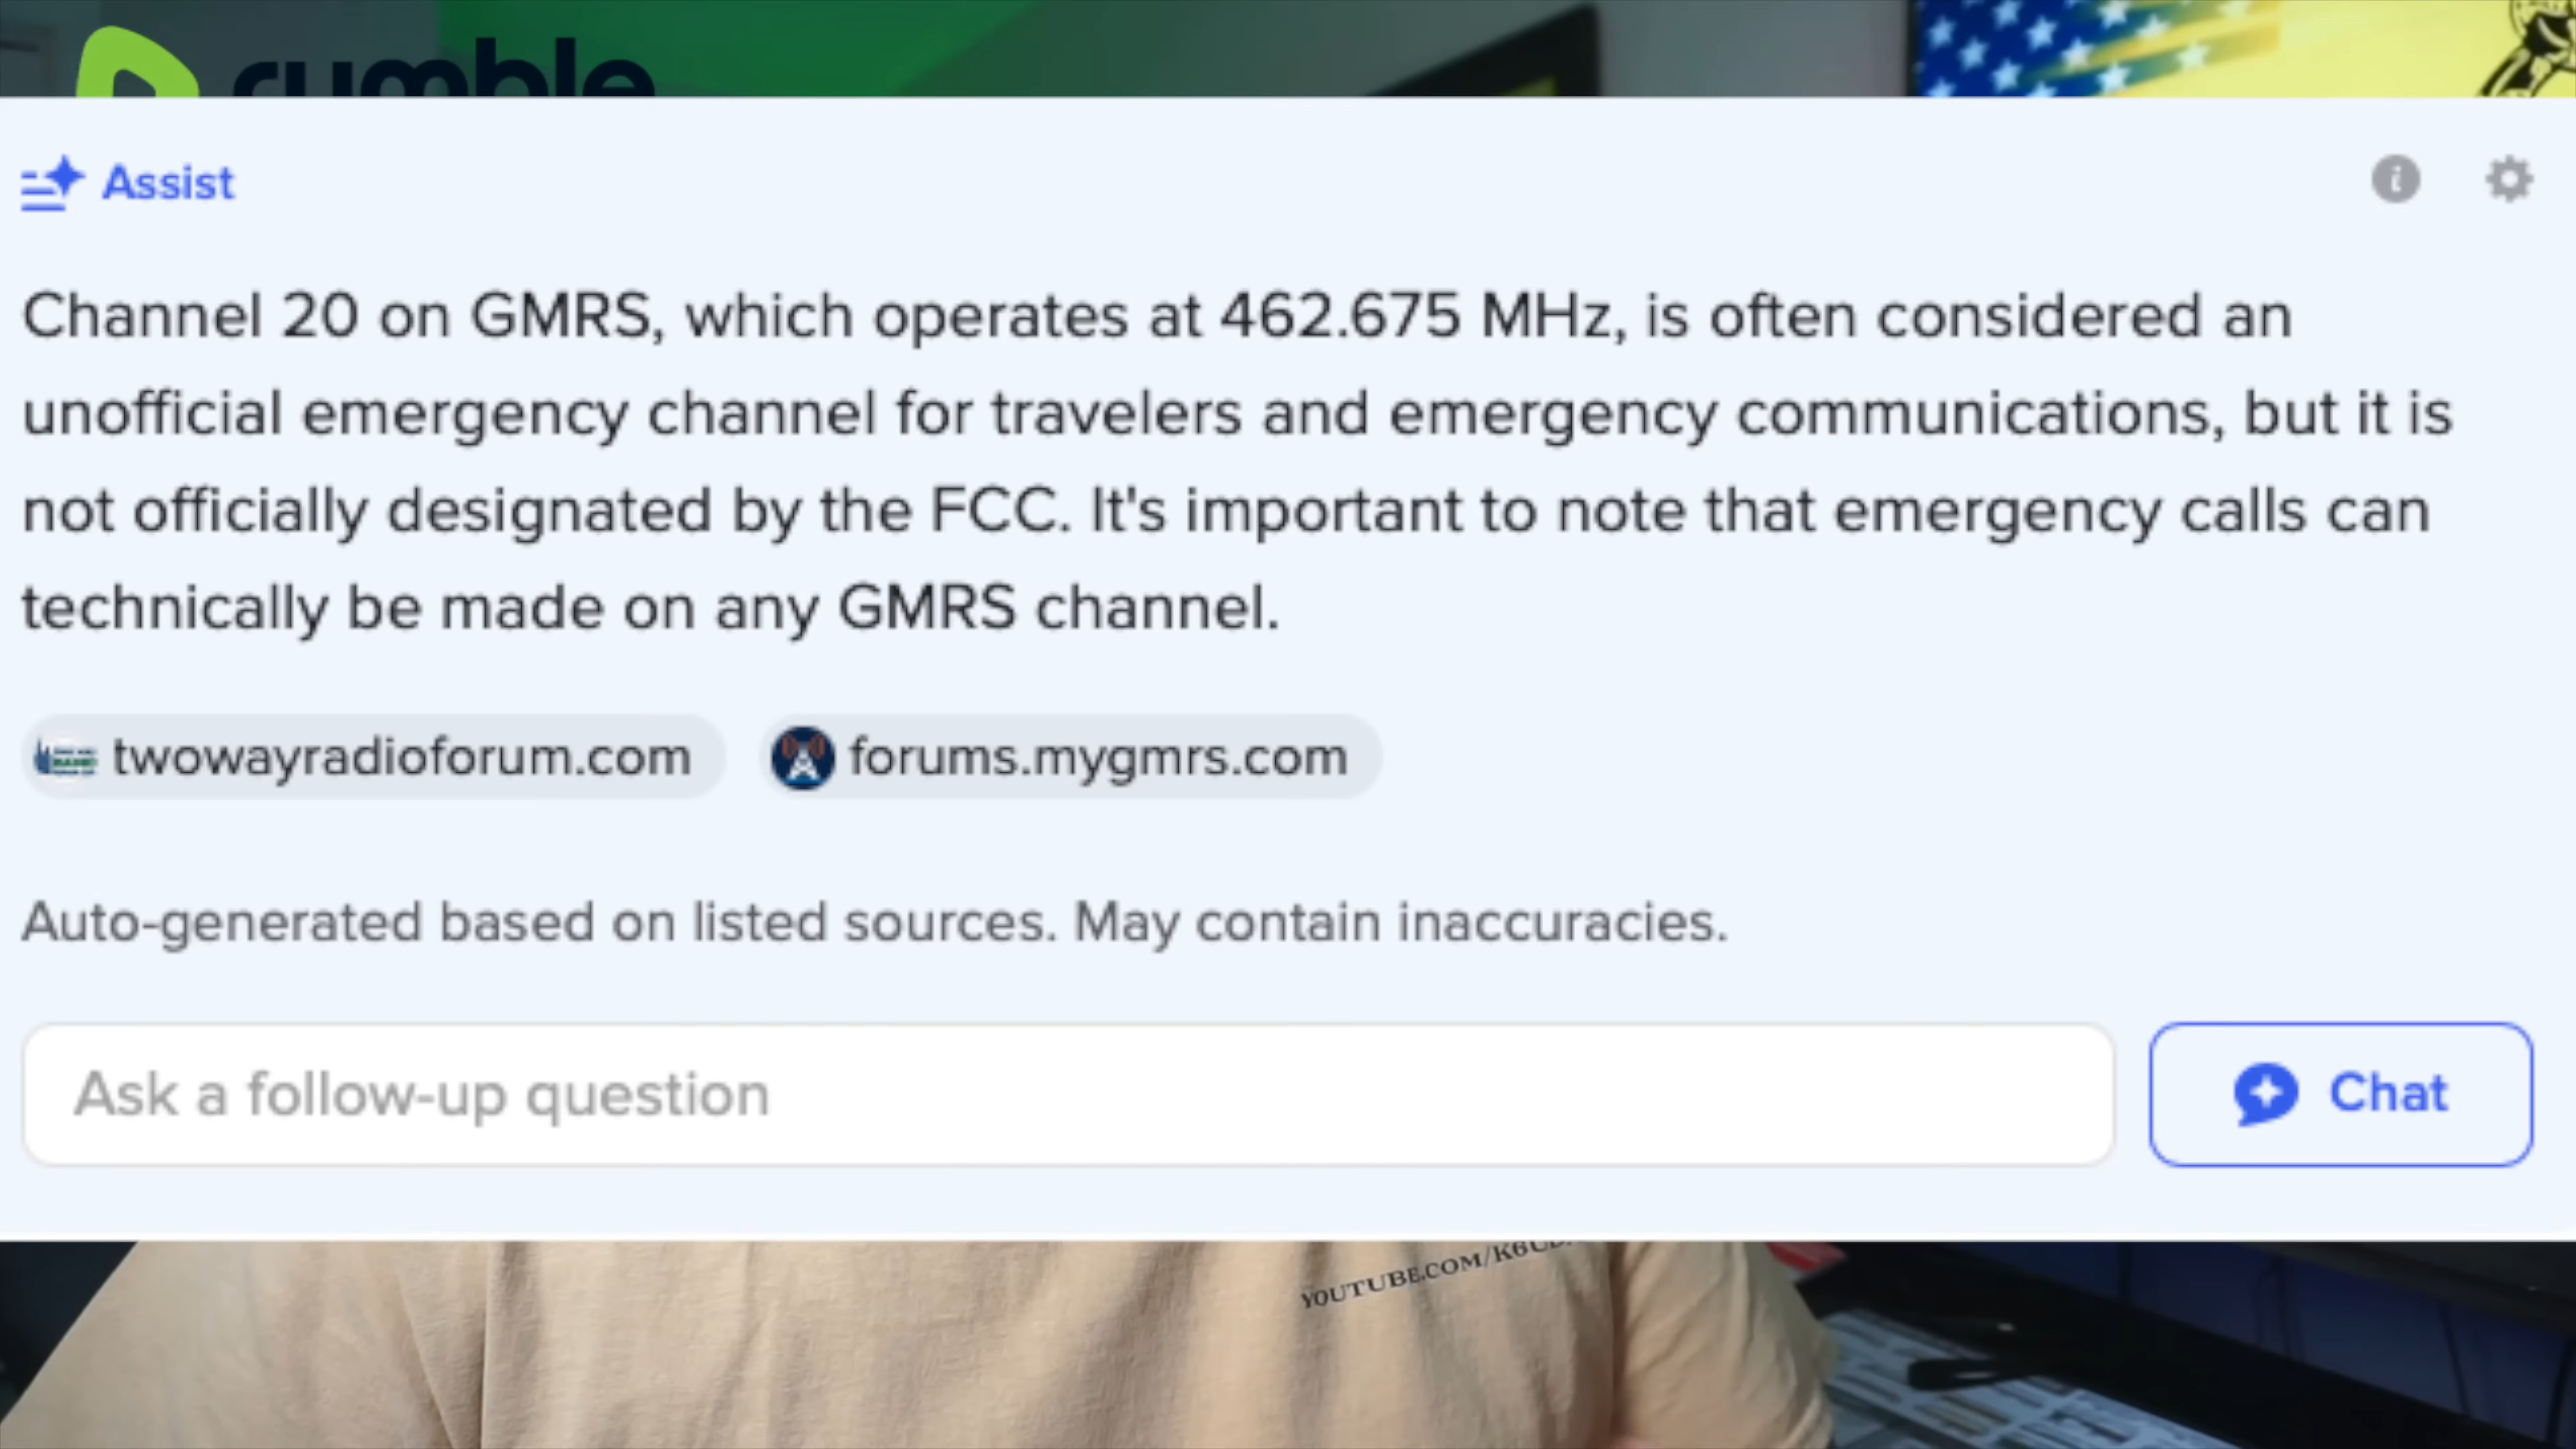 rumble
Assist
Channel 20 on GMRS, which operates at 462.675 MHz, is often considered an
unofficial emergency channel for travelers and emergency communications, but it is
not officially designated by the FCC. It's important to note that emergency calls can
technically be made on any GMRS channel.
twowayradioforum.com forums.mygmrs.com
Auto-generated based on listed sources. May contain inaccuracies.
Ask a follow-up question Chat
YOUTUBE.COM/